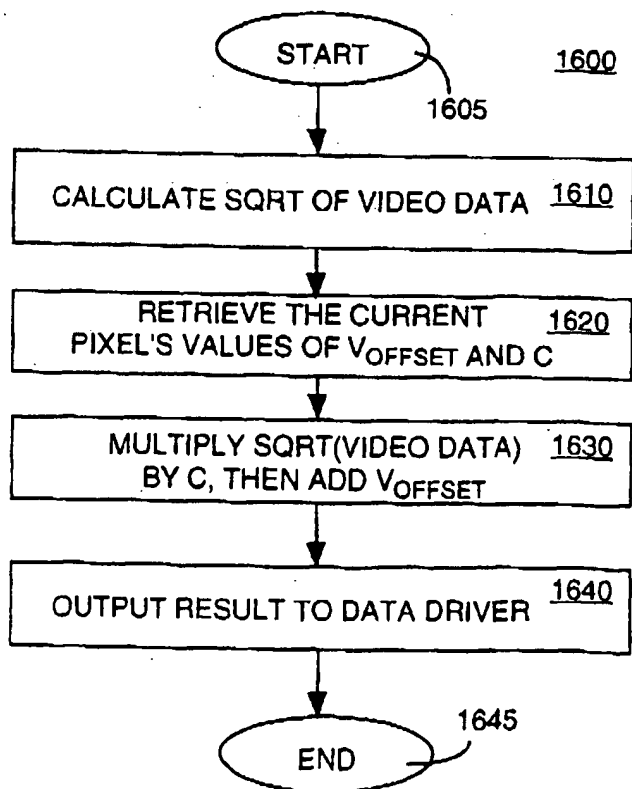 START
1600
1605
CALCULATE SQRT OF VIDEO DATA 1610
RETRIEVE THE CURRENT 1620
PIXEL'S VALUES OF VOFFSET AND C
MULTIPLY SQRT(VIDEO DATA) 1630
BY C, THEN ADD VOFFSET
OUTPUT RESULT TO DATA DRIVER 1640
1645
END